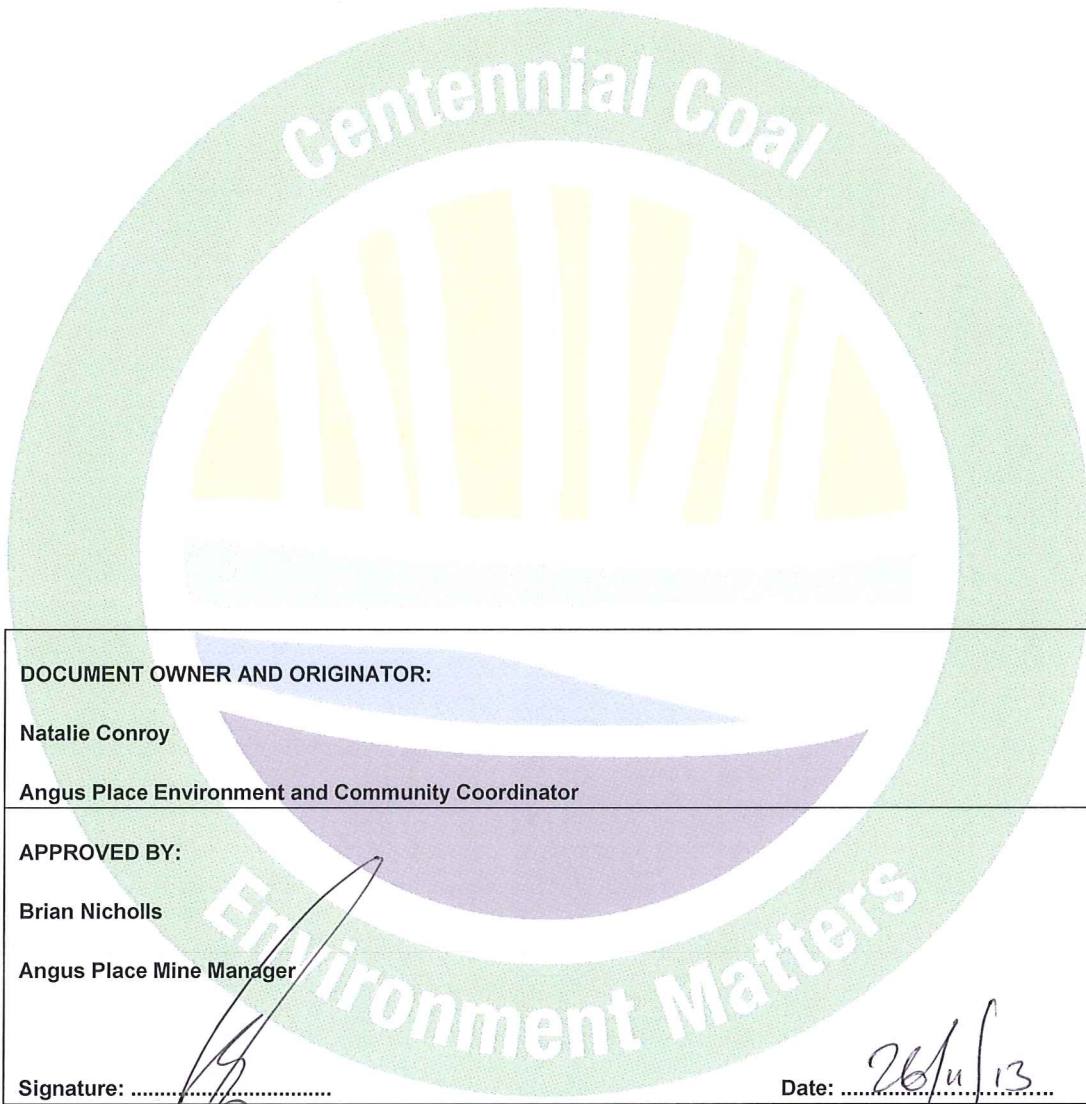 Centennial Coal
DOCUMENT OWNER AND ORIGINATOR:
Natalie Conroy
Angus Place Environment and Community Coordinator
APPROVED BY:
Brian Nicholls
Angus Place Mine Manager
Environment Matters
Signature: ....................................
Date: 26/11/13